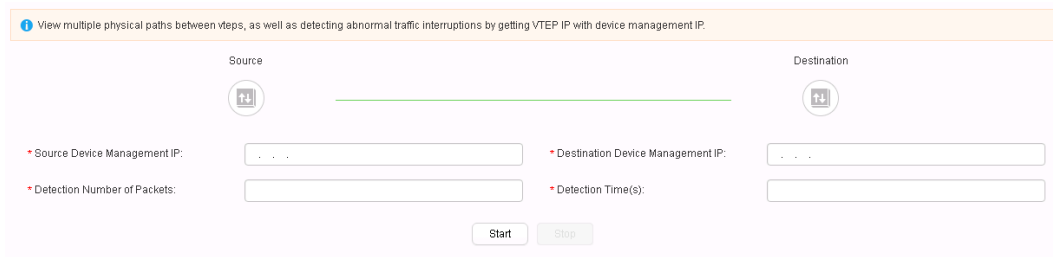 View multiple physical paths between vteps, as well as detecting abnormal traffic interruptions by getting VTEP IP with device management IP.
Source
Destination
* Source Device Management IP:
. . .
* Destination Device Management IP:
. . .
* Detection Number of Packets:
* Detection Time(s):
Start
Stop